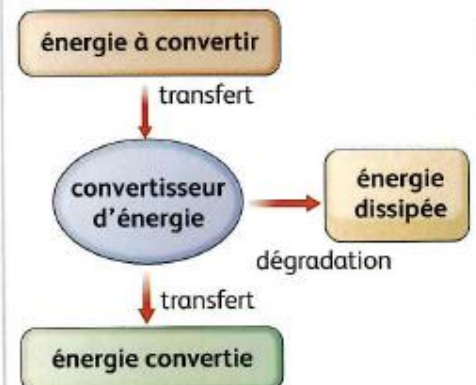 énergie à convertir
transfert
convertisseur
d'énergie
énergie
dissipée
dégradation
transfert
énergie convertie